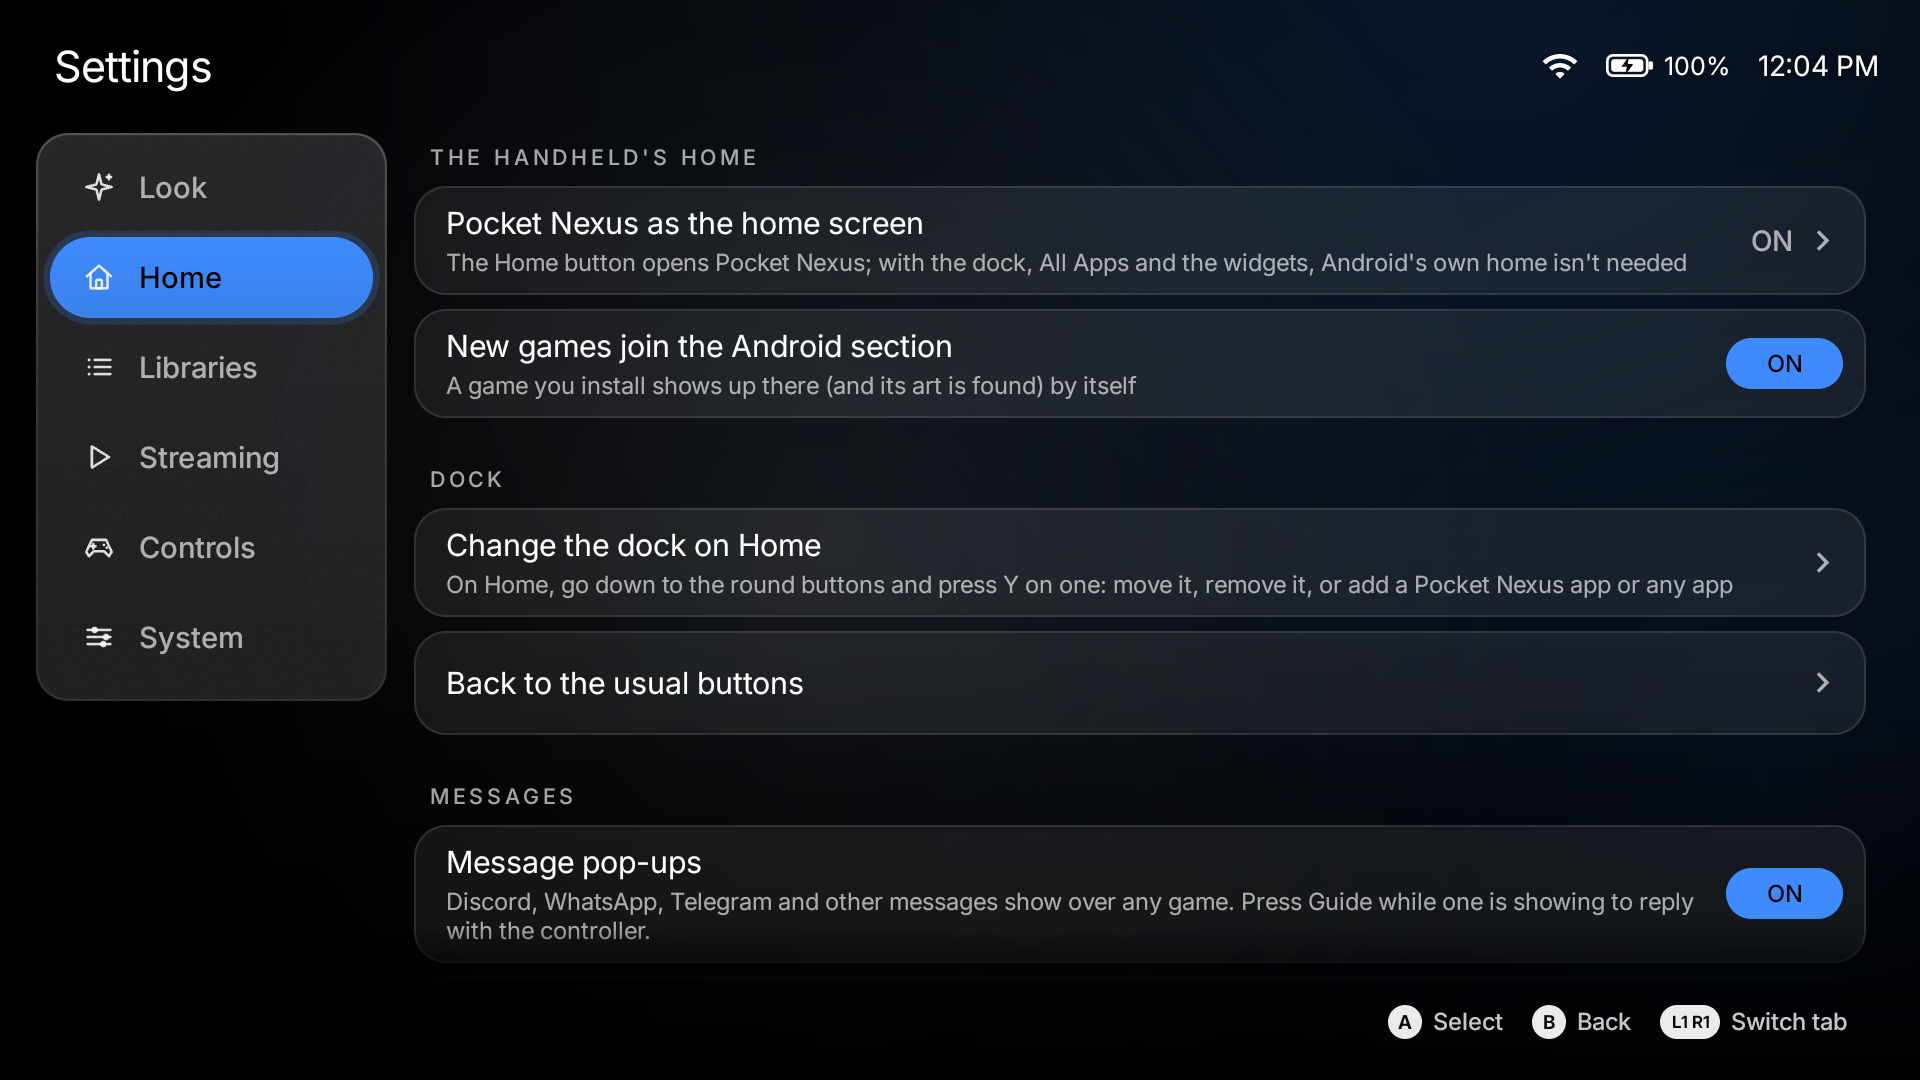 Settings
100%
12:04 PM
Look
Home
Libraries
Streaming
Controls
System
THE HANDHELD'S HOME
Pocket Nexus as the home screen
The Home button opens Pocket Nexus; with the dock, All Apps and the widgets, Android's own home isn't needed
ON
New games join the Android section
A game you install shows up there (and its art is found) by itself
ON
DOCK
Change the dock on Home
On Home, go down to the round buttons and press Y on one: move it, remove it, or add a Pocket Nexus app or any app
Back to the usual buttons
MESSAGES
Message pop-ups
Discord, WhatsApp, Telegram and other messages show over any game. Press Guide while one is showing to reply
with the controller.
ON
A Select
B Back
L1 R1 Switch tab